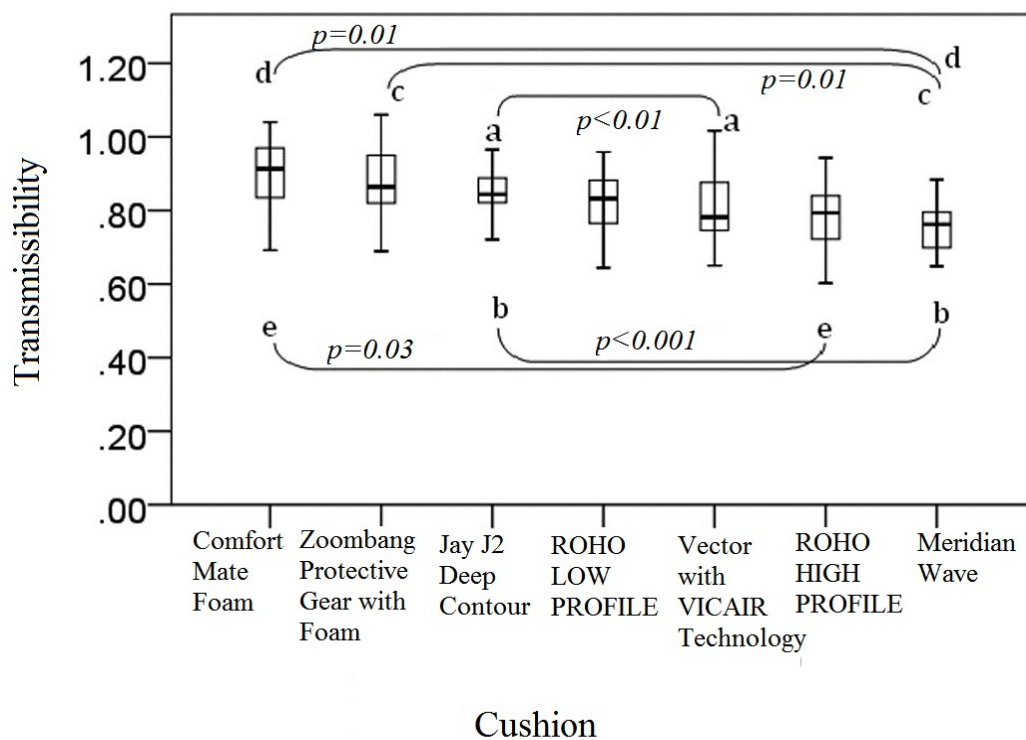 p=0.01
1.20
d
d
c
p=0.01
c
a
p<0.01
a
1.00
.80
.60
b
b
e
e
p=0.03
p<0.001
.40
.20
.00
Transmissibility
Comfort
Mate
Foam
Zoombang
Protective
Gear with
Foam
Jay J2
Deep
Contour
ROHO
LOW
PROFILE
Vector
with
VICAIR
Technology
ROHO
HIGH
PROFILE
Meridian
Wave
Cushion